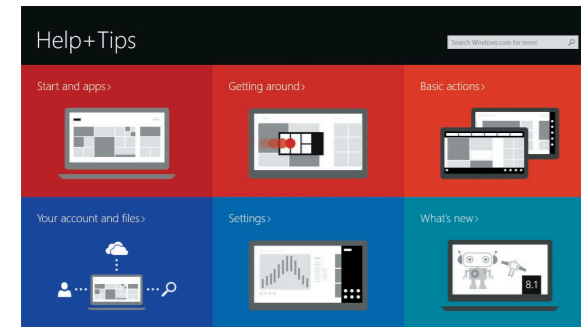 Help+Tips
Search Windows.com for more
Start and apps>
Getting around>
Basic actions>
Your account and files>
Settings>
What's new>
8.1